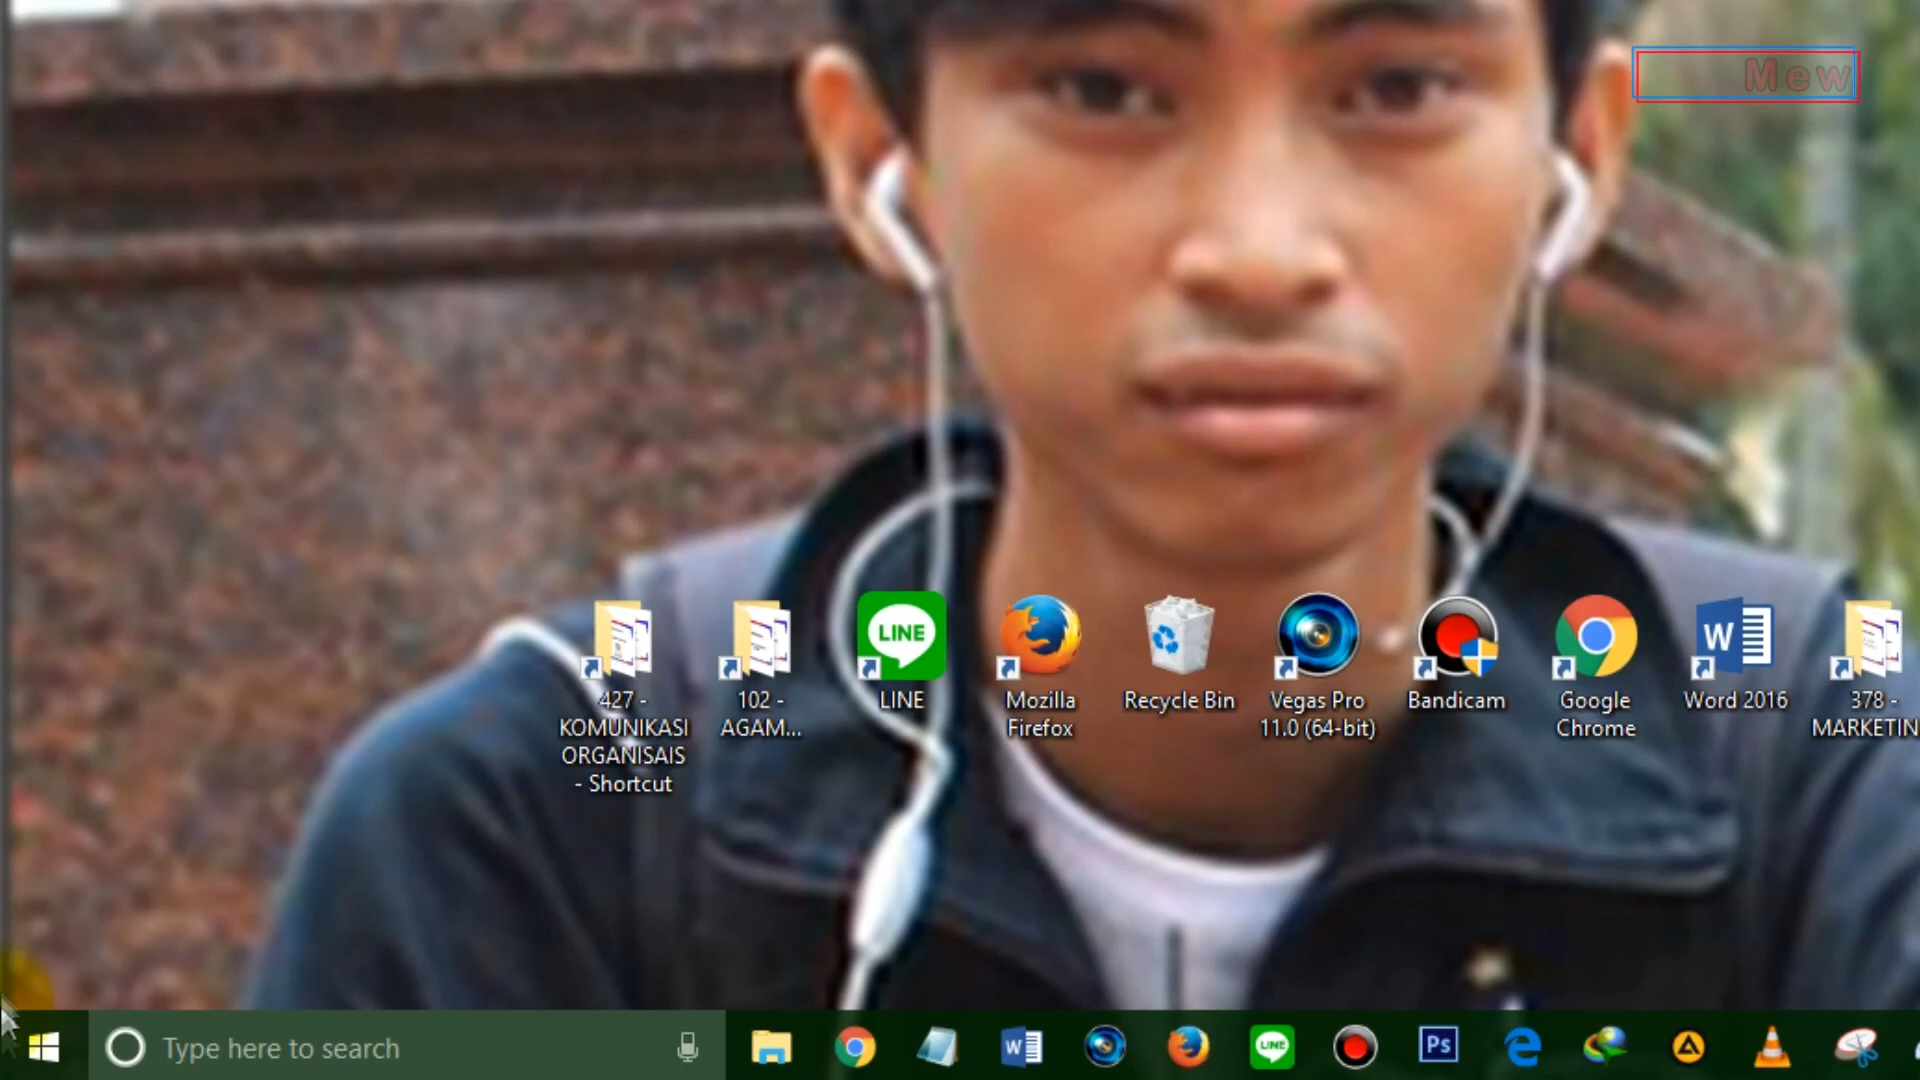 Mew
LINE
427 -
KOMUNIKASI
ORGANISAIS
- Shortcut
102 -
AGAM...
LINE
Mozilla
Firefox
Recycle Bin
Vegas Pro
11.0 (64-bit)
Bandicam
Google
Chrome
W
Word 2016
378 -
MARKETIN
Type here to search
W
LINE
Ps